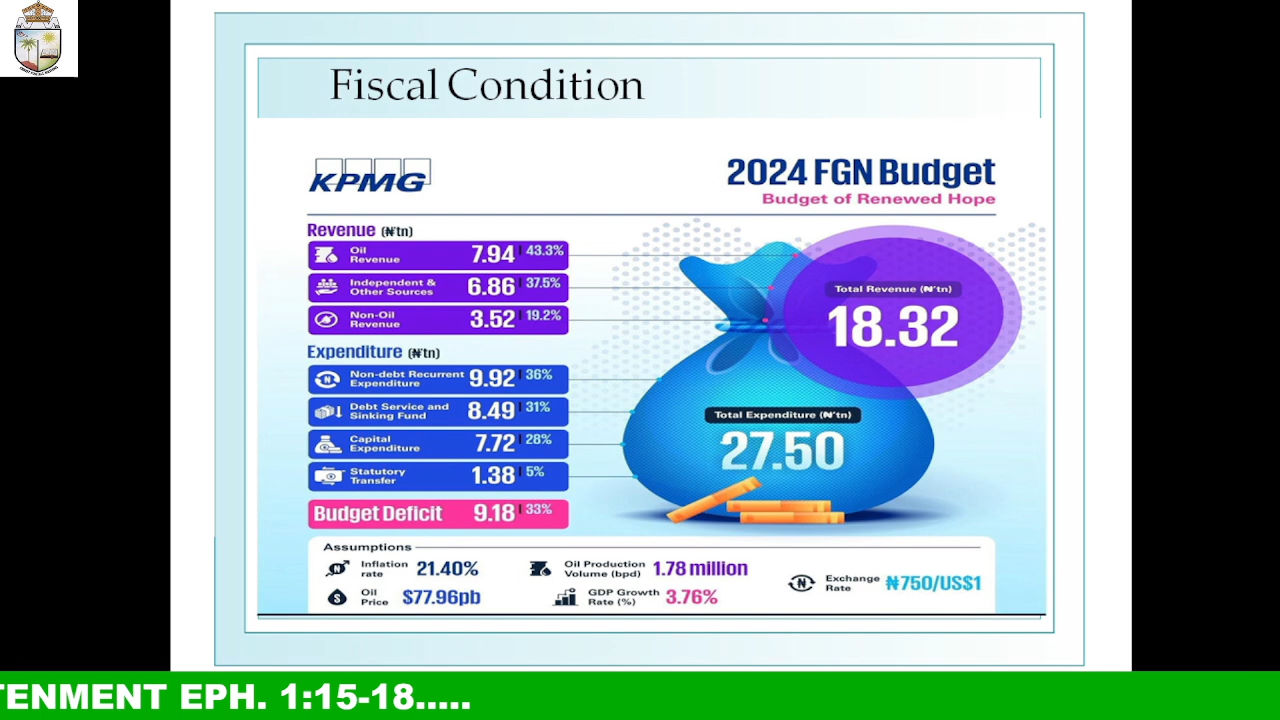 Fiscal Condition
KPMG
2024 FGN Budget
Budget of Renewed Hope
Revenue (₦'tn)
Oil
Revenue
7.94
43.3%
Independent &
Other Sources
6.86
37.5%
Non-Oil
Revenue
3.52
19.2%
Total Revenue (₦'tn)
18.32
Expenditure (₦'tn)
Non-debt Recurrent
Expenditure
9.92
36%
Debt Service and
Sinking Fund
8.49
31%
Capital
Expenditure
7.72
28%
Statutory
Transfer
1.38
5%
Total Expenditure (₦'tn)
27.50
Budget Deficit
9.18
33%
Assumptions
Inflation
rate
21.40%
Oil Production
Volume (bpd)
1.78 million
Exchange
Rate
₦750/US$1
Oil
Price
$77.96pb
GDP Growth
Rate (%)
3.76%
TENMENT EPH. 1:15-18.....